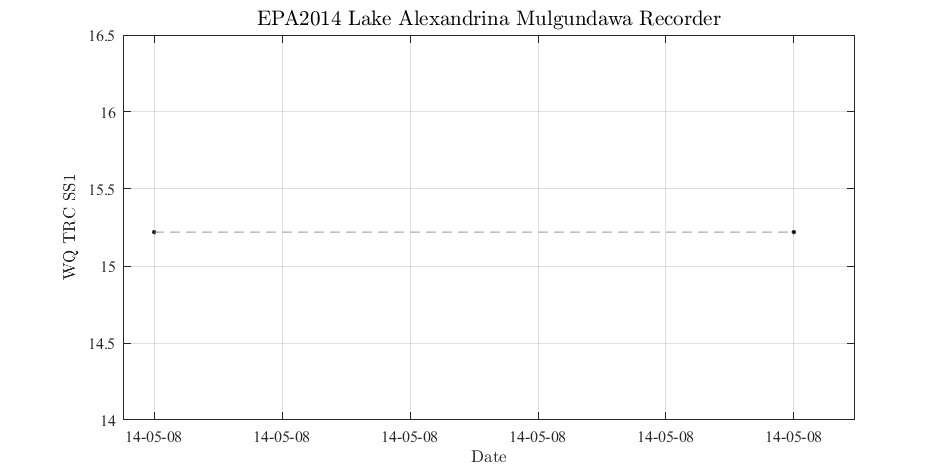 EPA2014 Lake Alexandrina Mulgundawa Recorder
16.5
16
15.5
15
14.5
14
WQ TRC SS1
14-05-08 14-05-08 14-05-08 14-05-08 14-05-08 14-05-08
Date